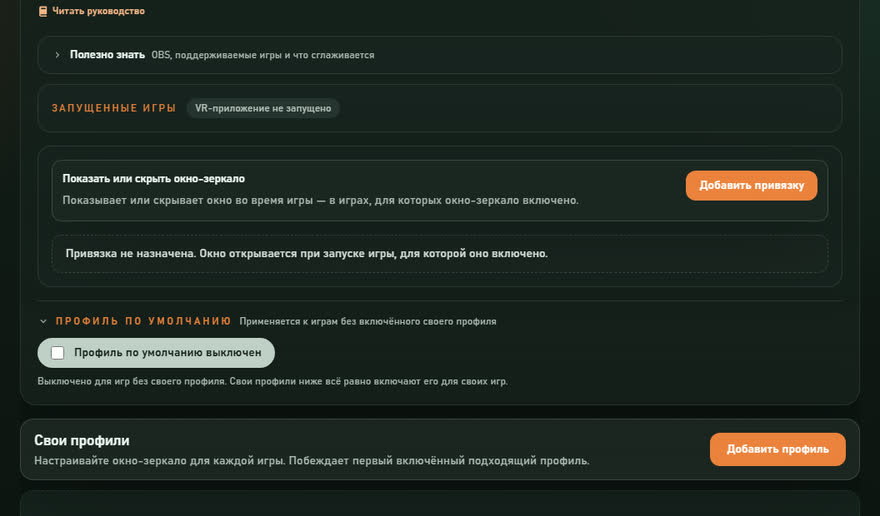 Читать руководство
Полезно знать OBS, поддерживаемые игры и что сглаживается
ЗАПУЩЕННЫЕ ИГРЫ VR-приложение не запущено
Показать или скрыть окно-зеркало
Добавить привязку
Показывает или скрывает окно во время игры — в играх, для которых окно-зеркало включено.
Привязка не назначена. Окно открывается при запуске игры, для которой оно включено.
ПРОФИЛЬ ПО УМОЛЧАНИЮ Применяется к играм без включённого своего профиля
Профиль по умолчанию выключен
Выключено для игр без своего профиля. Свои профили ниже всё равно включают его для своих игр.
Свои профили
Добавить профиль
Настраивайте окно-зеркало для каждой игры. Побеждает первый включённый подходящий профиль.